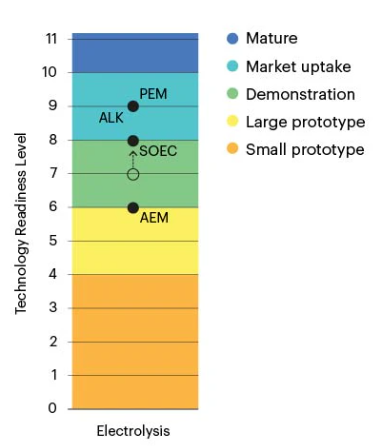 Technology Readiness Level
11
10
9
8
7
6
5
4
3
2
1
0
PEM
ALK
SOEC
AEM
Electrolysis
Mature
Market uptake
Demonstration
Large prototype
Small prototype